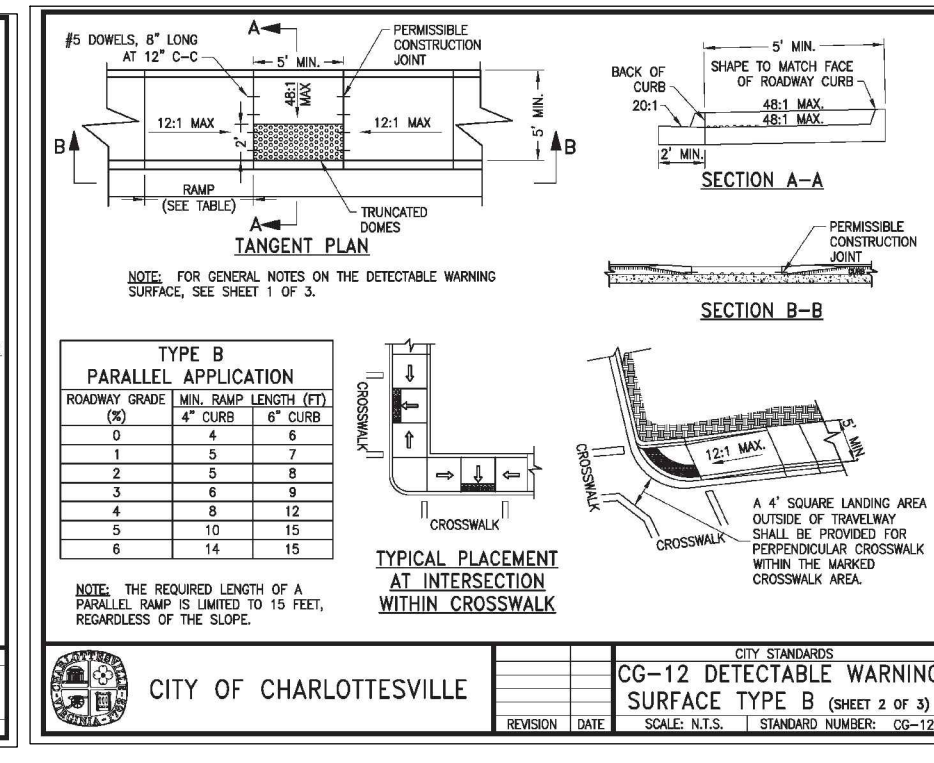 #5 DOWELS, 8" LONG
AT 12" C-C
A
PERMISSIBLE
CONSTRUCTION
JOINT
5' MIN.
48:1
MAX
12:1 MAX
12:1 MAX
2'
5' MIN.
B
B
RAMP
(SEE TABLE)
A
TRUNCATED
DOMES
TANGENT PLAN
NOTE: FOR GENERAL NOTES ON THE DETECTABLE WARNING
SURFACE, SEE SHEET 1 OF 3.
5' MIN.
BACK OF
CURB
SHAPE TO MATCH FACE
OF ROADWAY CURB
20:1
48:1 MAX.
48:1 MAX.
2' MIN.
SECTION A-A
PERMISSIBLE
CONSTRUCTION
JOINT
SECTION B-B
TYPE B
PARALLEL APPLICATION
ROADWAY GRADE MIN. RAMP LENGTH (FT)
(%) 4" CURB 6" CURB
0 4 6
1 5 7
2 5 8
3 6 9
4 8 12
5 10 15
6 14 15
NOTE: THE REQUIRED LENGTH OF A
PARALLEL RAMP IS LIMITED TO 15 FEET,
REGARDLESS OF THE SLOPE.
CROSSWALK
CROSSWALK
TYPICAL PLACEMENT
AT INTERSECTION
WITHIN CROSSWALK
5' MIN
12:1 MAX.
CROSSWALK
CROSSWALK
A 4' SQUARE LANDING AREA
OUTSIDE OF TRAVELWAY
SHALL BE PROVIDED FOR
PERPENDICULAR CROSSWALK
WITHIN THE MARKED
CROSSWALK AREA.
CHARLOTTESVILLE
VIRGINIA
CITY OF CHARLOTTESVILLE
REVISION DATE
CITY STANDARDS
CG-12 DETECTABLE WARNING
SURFACE TYPE B (SHEET 2 OF 3)
SCALE: N.T.S. STANDARD NUMBER: CG-12